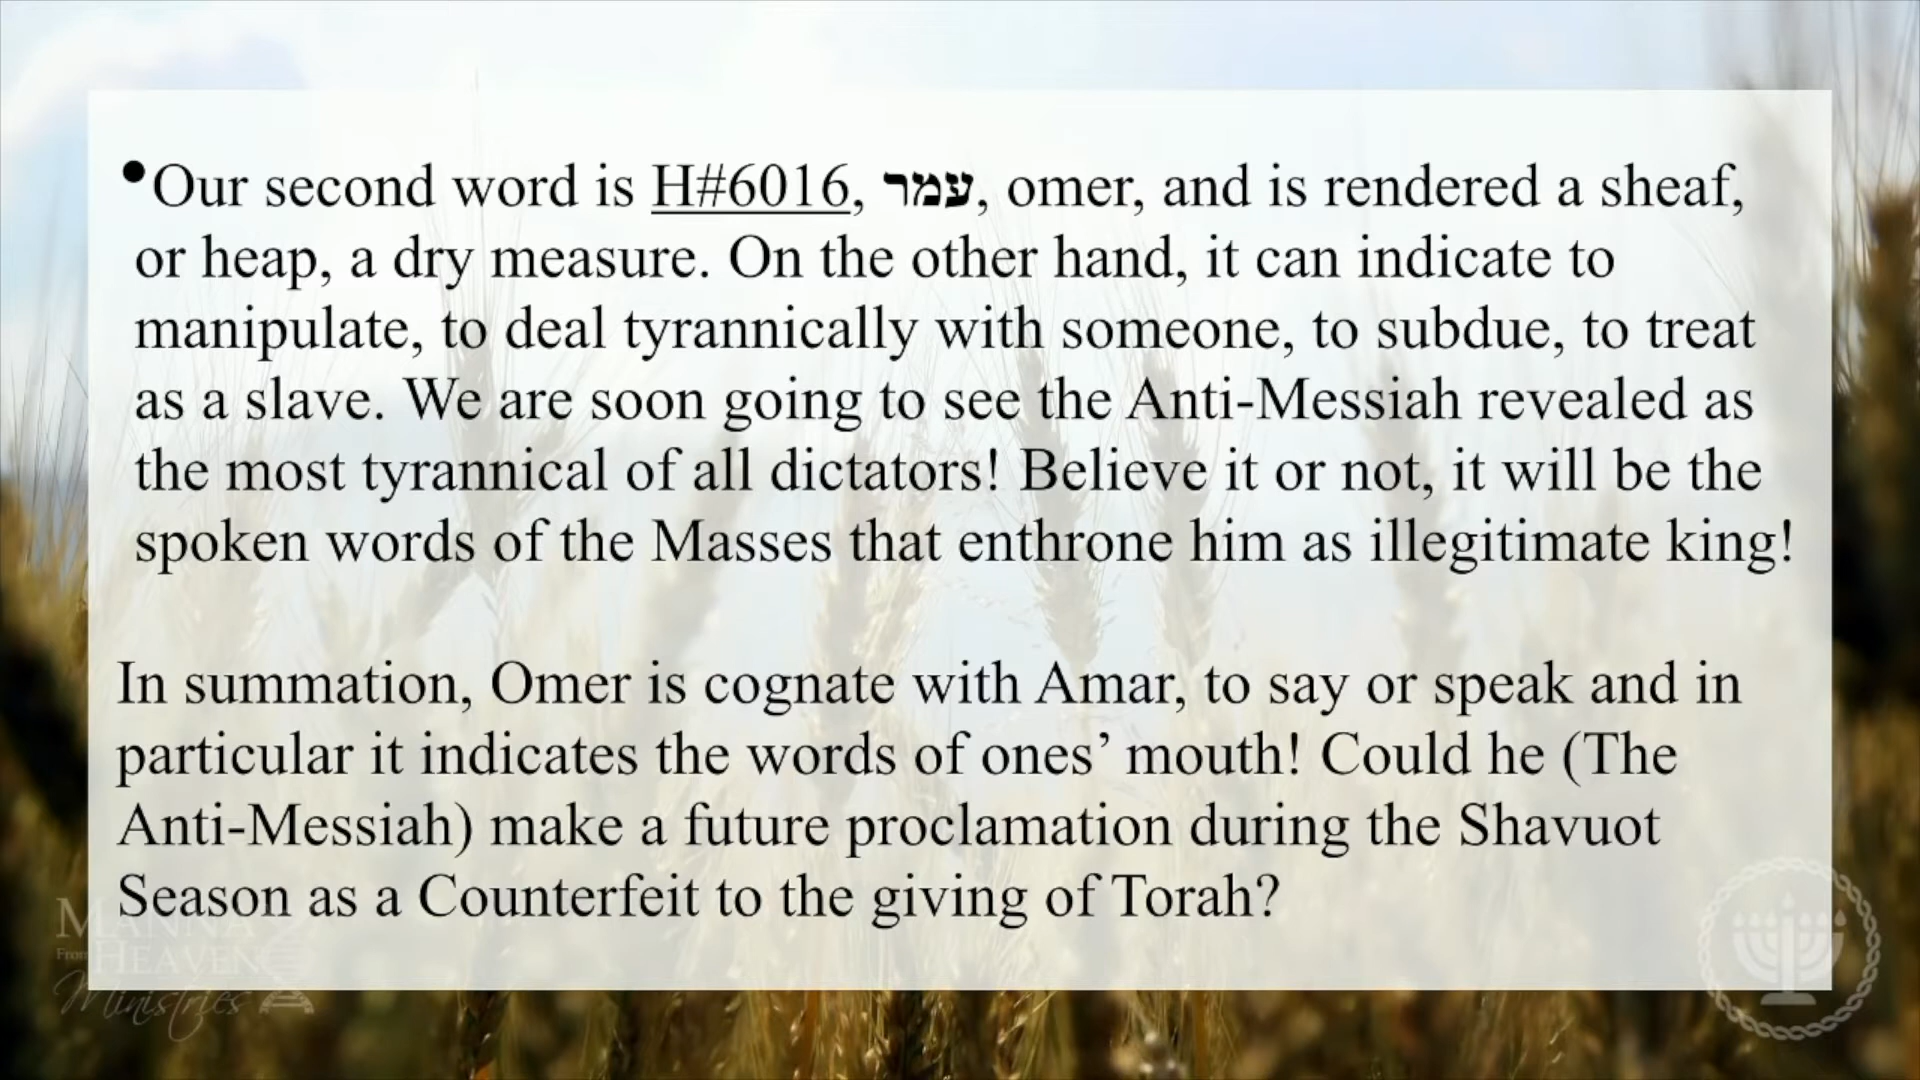 •Our second word is H#6016, עמר, omer, and is rendered a sheaf,
or heap, a dry measure. On the other hand, it can indicate to
manipulate, to deal tyrannically with someone, to subdue, to treat
as a slave. We are soon going to see the Anti-Messiah revealed as
the most tyrannical of all dictators! Believe it or not, it will be the
spoken words of the Masses that enthrone him as illegitimate king!
In summation, Omer is cognate with Amar, to say or speak and in
particular it indicates the words of ones’ mouth! Could he (The
Anti-Messiah) make a future proclamation during the Shavuot
Season as a Counterfeit to the giving of Torah?
MANNA
From HEAVEN
Ministries